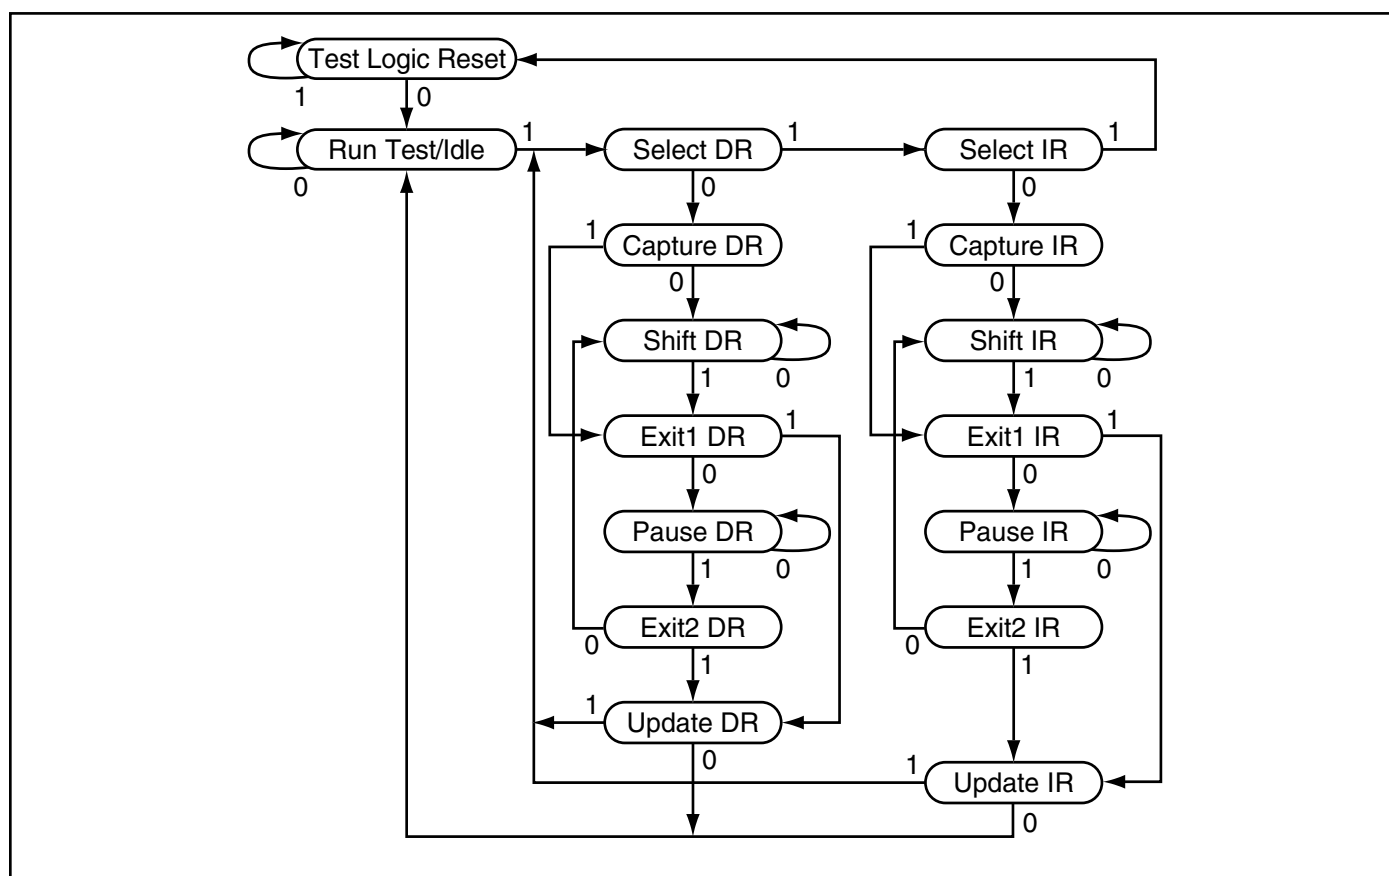 Test Logic Reset
1
0
Run Test/Idle
1
0
Select DR
1
Select IR
1
0
0
1
Capture DR
0
1
Capture IR
0
Shift DR
0
1
Shift IR
0
1
Exit1 DR
1
0
Exit1 IR
1
0
Pause DR
0
1
Pause IR
0
1
Exit2 DR
0
1
Exit2 IR
0
1
1
Update DR
0
1
Update IR
0